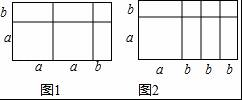 b b
a a
a a b a b b b
图1 图2